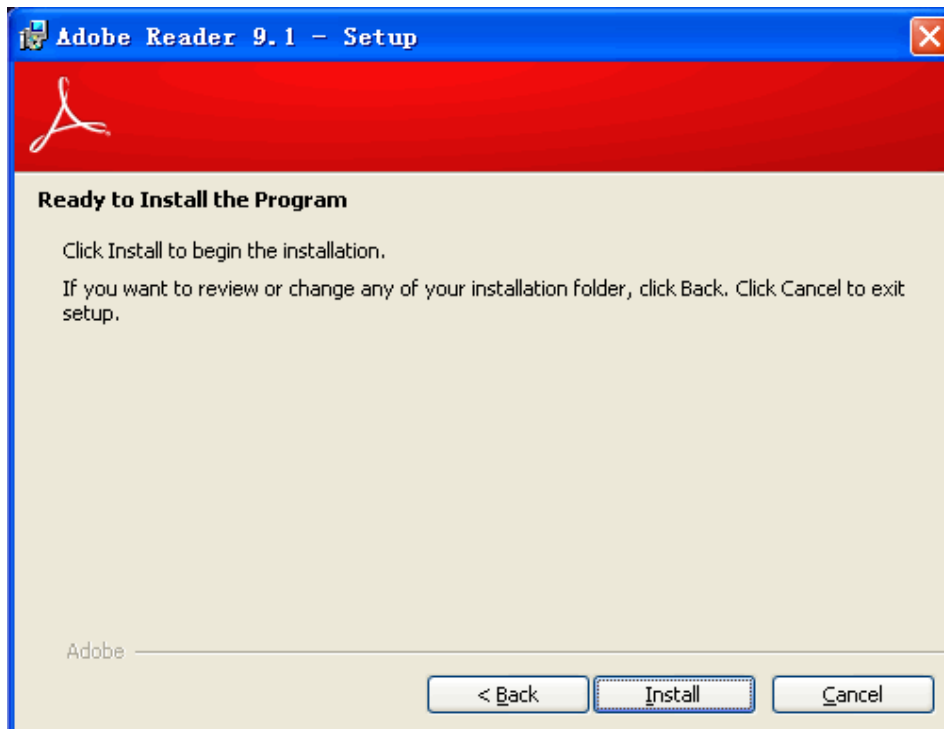 Adobe Reader 9.1 - Setup
Ready to Install the Program
Click Install to begin the installation.
If you want to review or change any of your installation folder, click Back. Click Cancel to exit
setup.
Adobe
< Back Install Cancel